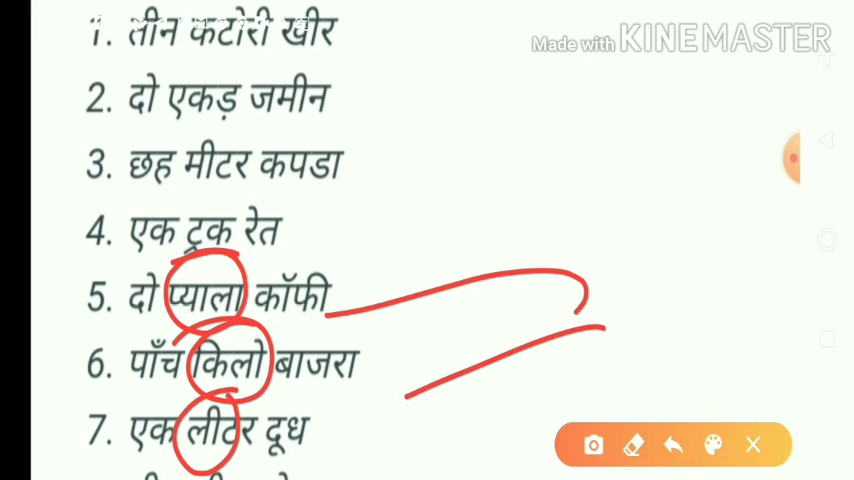 1. तीन कटोरी खीर
Made with KINEMASTER
2. दो एकड़ जमीन
3. छह मीटर कपडा
4. एक ट्रक रेत
5. दो प्याला कॉफी
6. पाँच किलो बाजरा
7. एक लीटर दूध